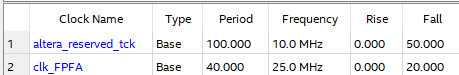 Clock Name Type Period Frequency Rise Fall
1 altera_reserved_tck Base 100.000 10.0 MHz 0.000 50.000
2 clk_FPFA Base 40.000 25.0 MHz 0.000 20.000